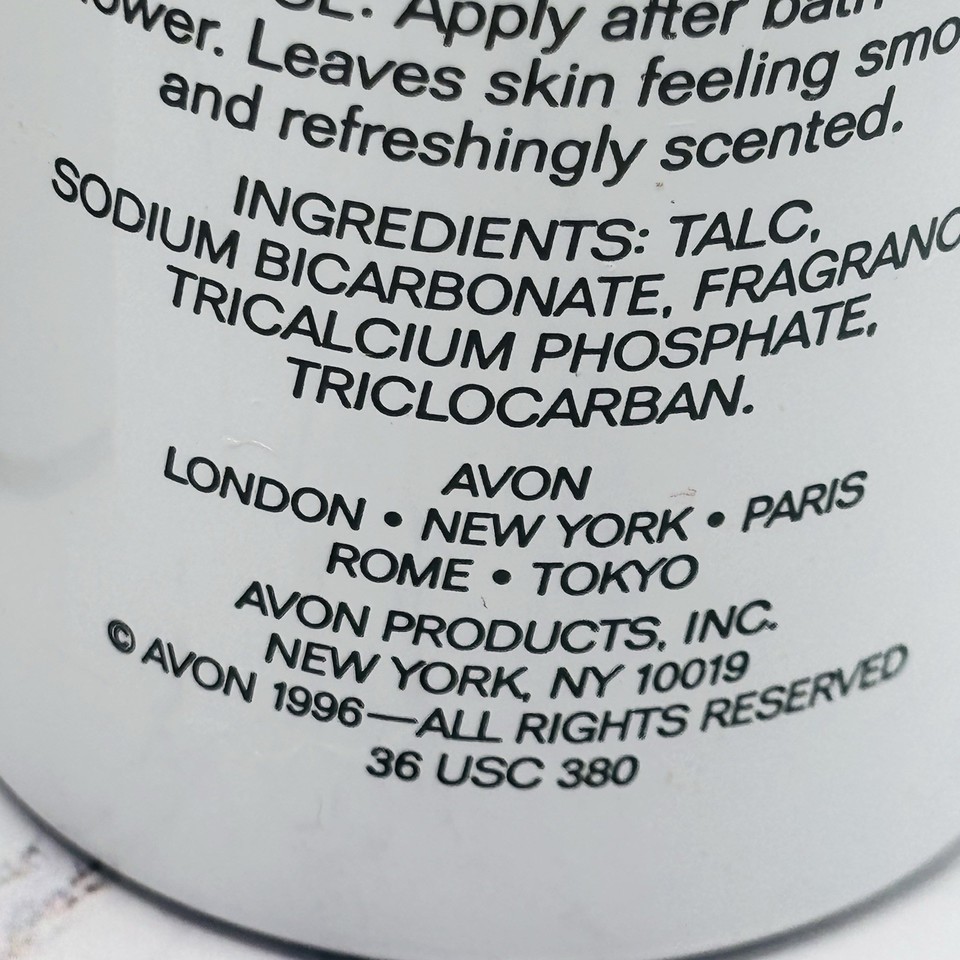 Apply after bath
Leaves skin feeling
and refreshingly scented.
INGREDIENTS: TALC,
SODIUM BICARBONATE, FRAGRANC
TRICALCIUM PHOSPHATE,
TRICLOCARBAN.
AVON
LONDON • NEW YORK • PARIS
ROME • TOKYO
AVON PRODUCTS, INC.
NEW YORK, NY 10019
© AVON 1996—ALL RIGHTS RESERVED
36 USC 380